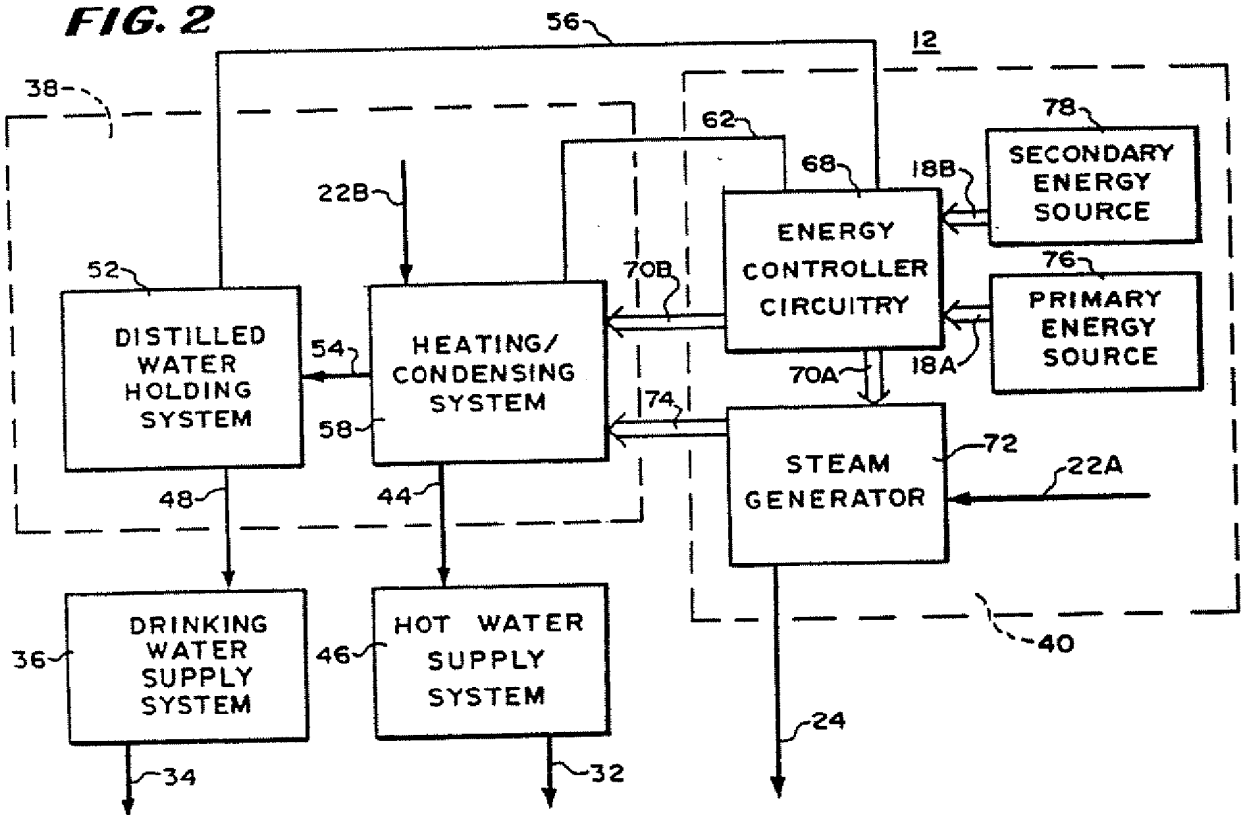 FIG. 2
56
12
38
62
78
SECONDARY
ENERGY
SOURCE
18B
68
22B
ENERGY
CONTROLLER
CIRCUITRY
76
PRIMARY
ENERGY
SOURCE
18A
52
DISTILLED
WATER
HOLDING
SYSTEM
54
HEATING/
CONDENSING
SYSTEM
58
70B
70A
74
STEAM
GENERATOR
72
22A
48
44
40
36
DRINKING
WATER
SUPPLY
SYSTEM
46
HOT WATER
SUPPLY
SYSTEM
24
34
32